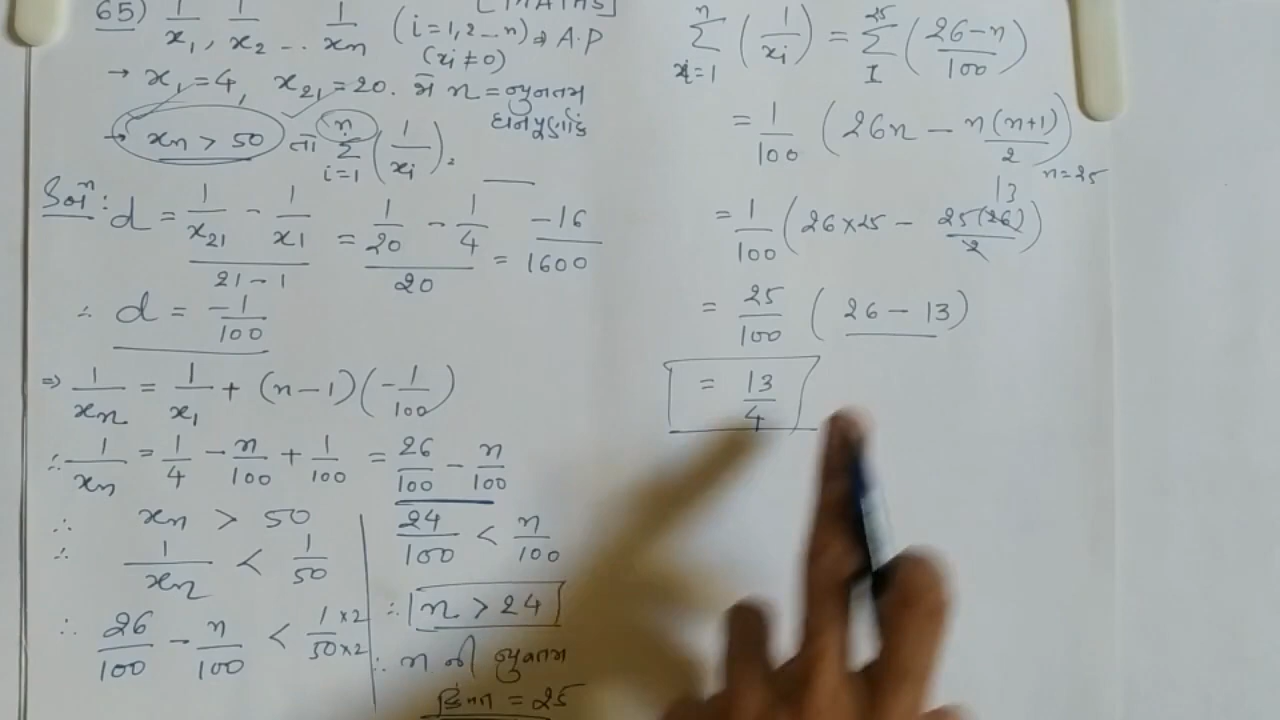 65) 1/x₁, 1/x₂ ... 1/xn (i = 1, 2 - n) ⇒ A.P [MATHS]
(xi ≠ 0)
→ x₁ = 4, x₂₁ = 20. ને n = ન્યુનતમ
ધનપૂર્ણાંક
→ xn > 50 તો n Σ i=1 (1/xi).
Solⁿ: d = (1/x₂₁ - 1/x₁)/(21 - 1) = (1/20 - 1/4)/20 = -16/1600
∴ d = -1/100
⇒ 1/xn = 1/x₁ + (n-1)(-1/100)
∴ 1/xn = 1/4 - n/100 + 1/100 = 26/100 - n/100
∴ xn > 50
∴ 1/xn < 1/50
∴ 26/100 - n/100 < 1×2/50×2
24/100 < n/100
∴ n > 24
∴ n ની ન્યુનતમ
કિંમત = 25
n Σ i=1 (1/xi) = 25 Σ I (26-n/100)
= 1/100 (26n - n(n+1)/2) n=25
= 1/100 (26×25 - 25(26)/2) 13
= 25/100 (26 - 13)
= 13/4